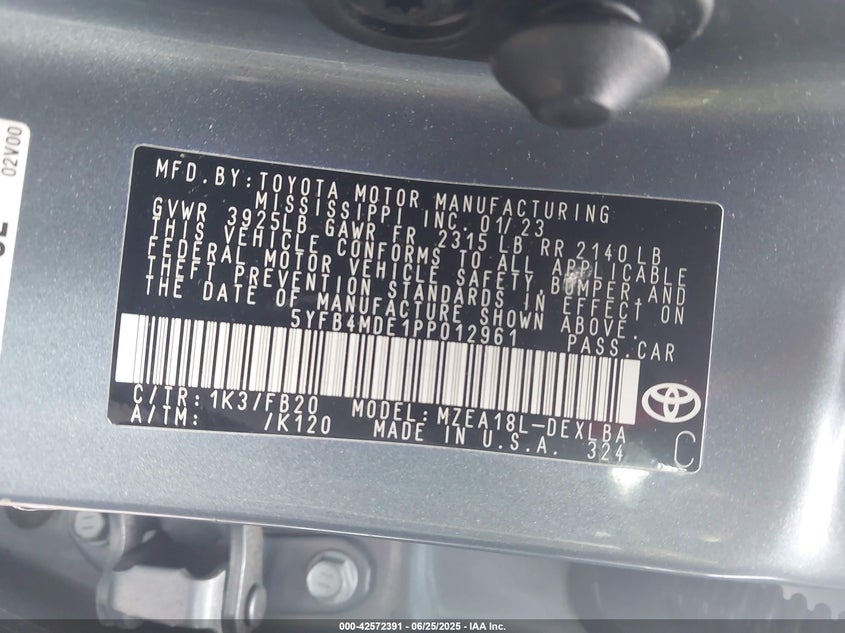 02V00
MFD.BY:TOYOTA MOTOR MANUFACTURING
MISSISSIPPI INC. 01/23
GVWR 3925LB GAWR FR 2315 LB RR 2140 LB
THIS VEHICLE CONFORMS TO ALL APPLICABLE
FEDERAL MOTOR VEHICLE SAFETY,BUMPER,AND
THEFT PREVENTION STANDARDS IN EFFECT ON
THE DATE OF MANUFACTURE SHOWN ABOVE.
5YFB4MDE1PP012961 PASS.CAR
C/TR: 1K3/FB20 MODEL: MZEA18L-DEXLBA
A/TM: /K120 MADE IN U.S.A. 324
C
000-42572391 - 06/25/2025 - IAA Inc.